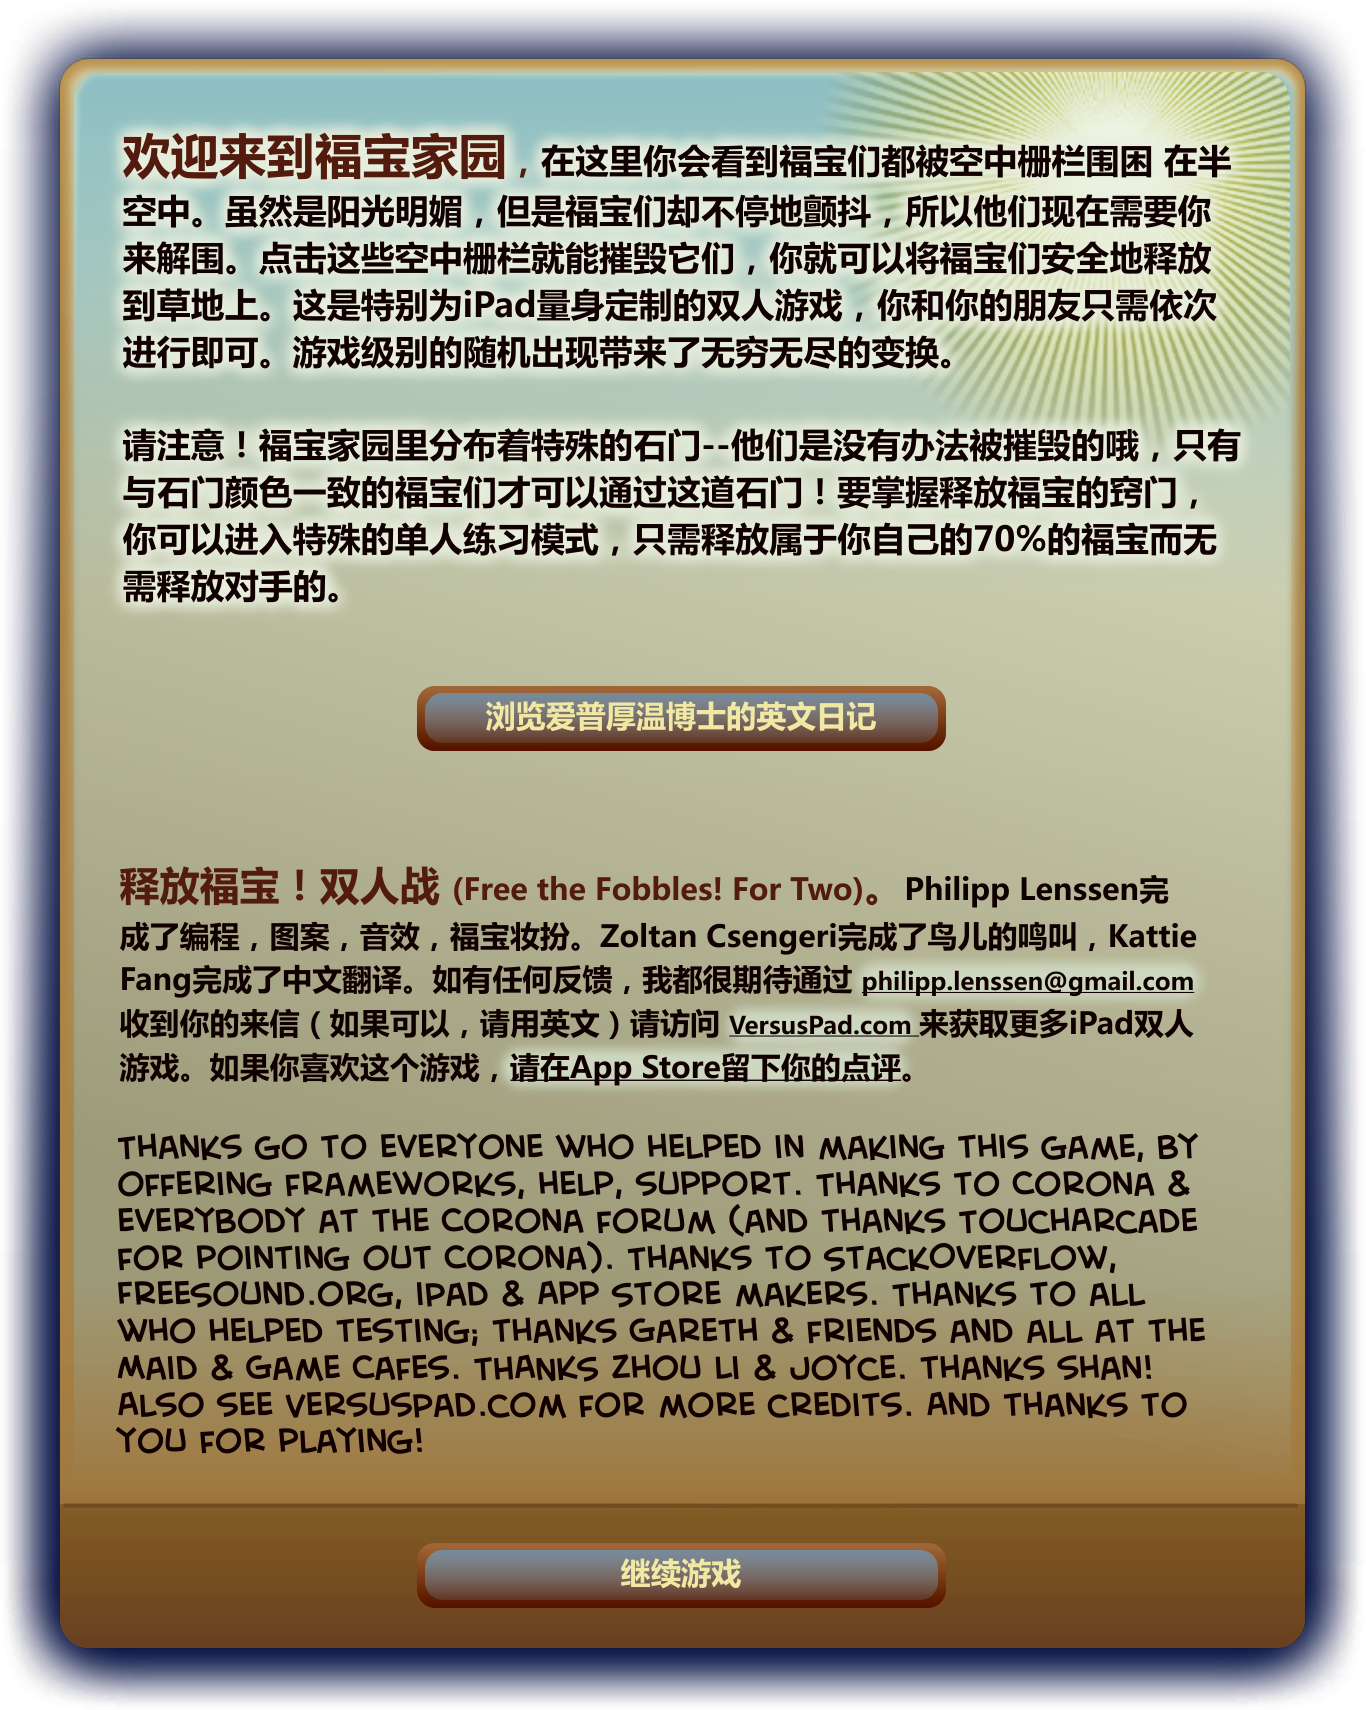 欢迎来到福宝家园，在这里你会看到福宝们都被空中栅栏围困 在半
空中。虽然是阳光明媚，但是福宝们却不停地颤抖，所以他们现在需要你
来解围。点击这些空中栅栏就能摧毁它们，你就可以将福宝们安全地释放
到草地上。这是特别为iPad量身定制的双人游戏，你和你的朋友只需依次
进行即可。游戏级别的随机出现带来了无穷无尽的变换。
请注意！福宝家园里分布着特殊的石门--他们是没有办法被摧毁的哦，只有
与石门颜色一致的福宝们才可以通过这道石门！要掌握释放福宝的窍门，
你可以进入特殊的单人练习模式，只需释放属于你自己的70%的福宝而无
需释放对手的。
浏览爱普厚温博士的英文日记
释放福宝！双人战 (Free the Fobbles! For Two)。 Philipp Lenssen完
成了编程，图案，音效，福宝妆扮。Zoltan Csengeri完成了鸟儿的鸣叫，Kattie
Fang完成了中文翻译。如有任何反馈，我都很期待通过 philipp.lenssen@gmail.com
收到你的来信（如果可以，请用英文）请访问 VersusPad.com 来获取更多iPad双人
游戏。如果你喜欢这个游戏，请在App Store留下你的点评。
THANKS GO TO EVERYONE WHO HELPED IN MAKING THIS GAME, BY
OFFERING FRAMEWORKS, HELP, SUPPORT. THANKS TO CORONA &
EVERYBODY AT THE CORONA FORUM (AND THANKS TOUCHARCADE
FOR POINTING OUT CORONA). THANKS TO STACKOVERFLOW,
FREESOUND.ORG, IPAD & APP STORE MAKERS. THANKS TO ALL
WHO HELPED TESTING; THANKS GARETH & FRIENDS AND ALL AT THE
MAID & GAME CAFES. THANKS ZHOU LI & JOYCE. THANKS SHAN!
ALSO SEE VERSUSPAD.COM FOR MORE CREDITS. AND THANKS TO
YOU FOR PLAYING!
继续游戏